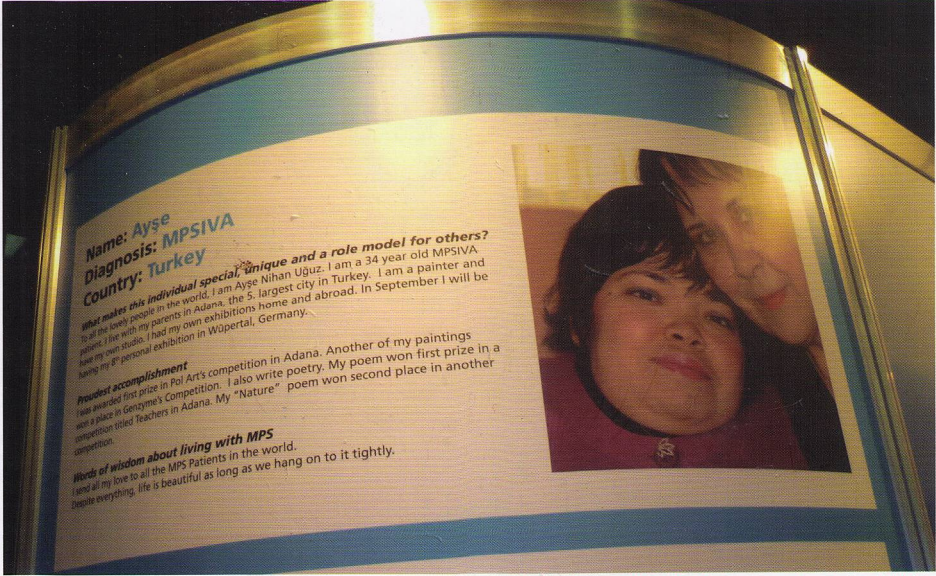 Name: Ayşe
Diagnosis: MPSIVA
Country: Turkey
What makes this individual special, unique and a role model for others?
To all the lovely people in the world, I am Ayşe Nihan Uğuz. I am a 34 year old MPSIVA
patient. I live with my parents in Adana, the 5. largest city in Turkey. I am a painter and
have my own studio. I had my own exhibitions home and abroad. In September I will be
having my personal exhibition in Wüpertal, Germany.
Proudest accomplishment
I was awarded first prize in Pol Art's competition in Adana. Another of my paintings
won a place in Genzyme's Competition. I also write poetry. My poem won first prize in a
competition titled Teachers in Adana. My "Nature" poem won second place in another
competition.
Words of wisdom about living with MPS
I send all my love to all the MPS Patients in the world.
Despite everything, life is beautiful as long as we hang on to it tightly.